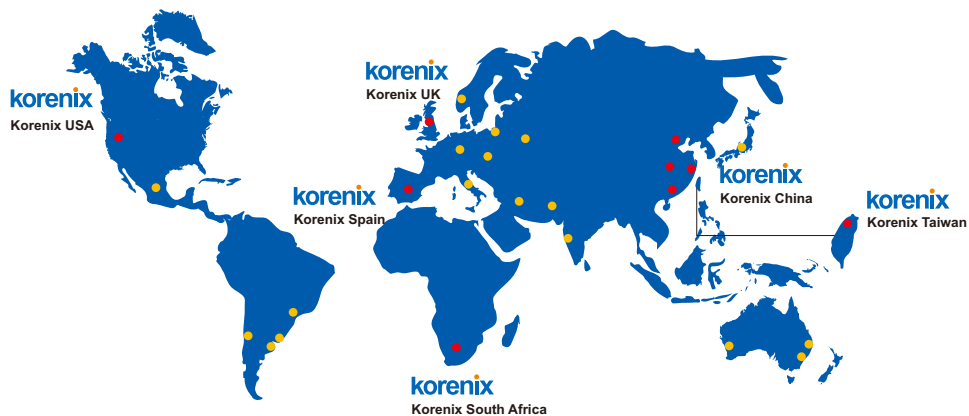 korenix
Korenix UK
korenix
Korenix USA
korenix
Korenix China
korenix
Korenix Spain
korenix
Korenix Taiwan
korenix
Korenix South Africa